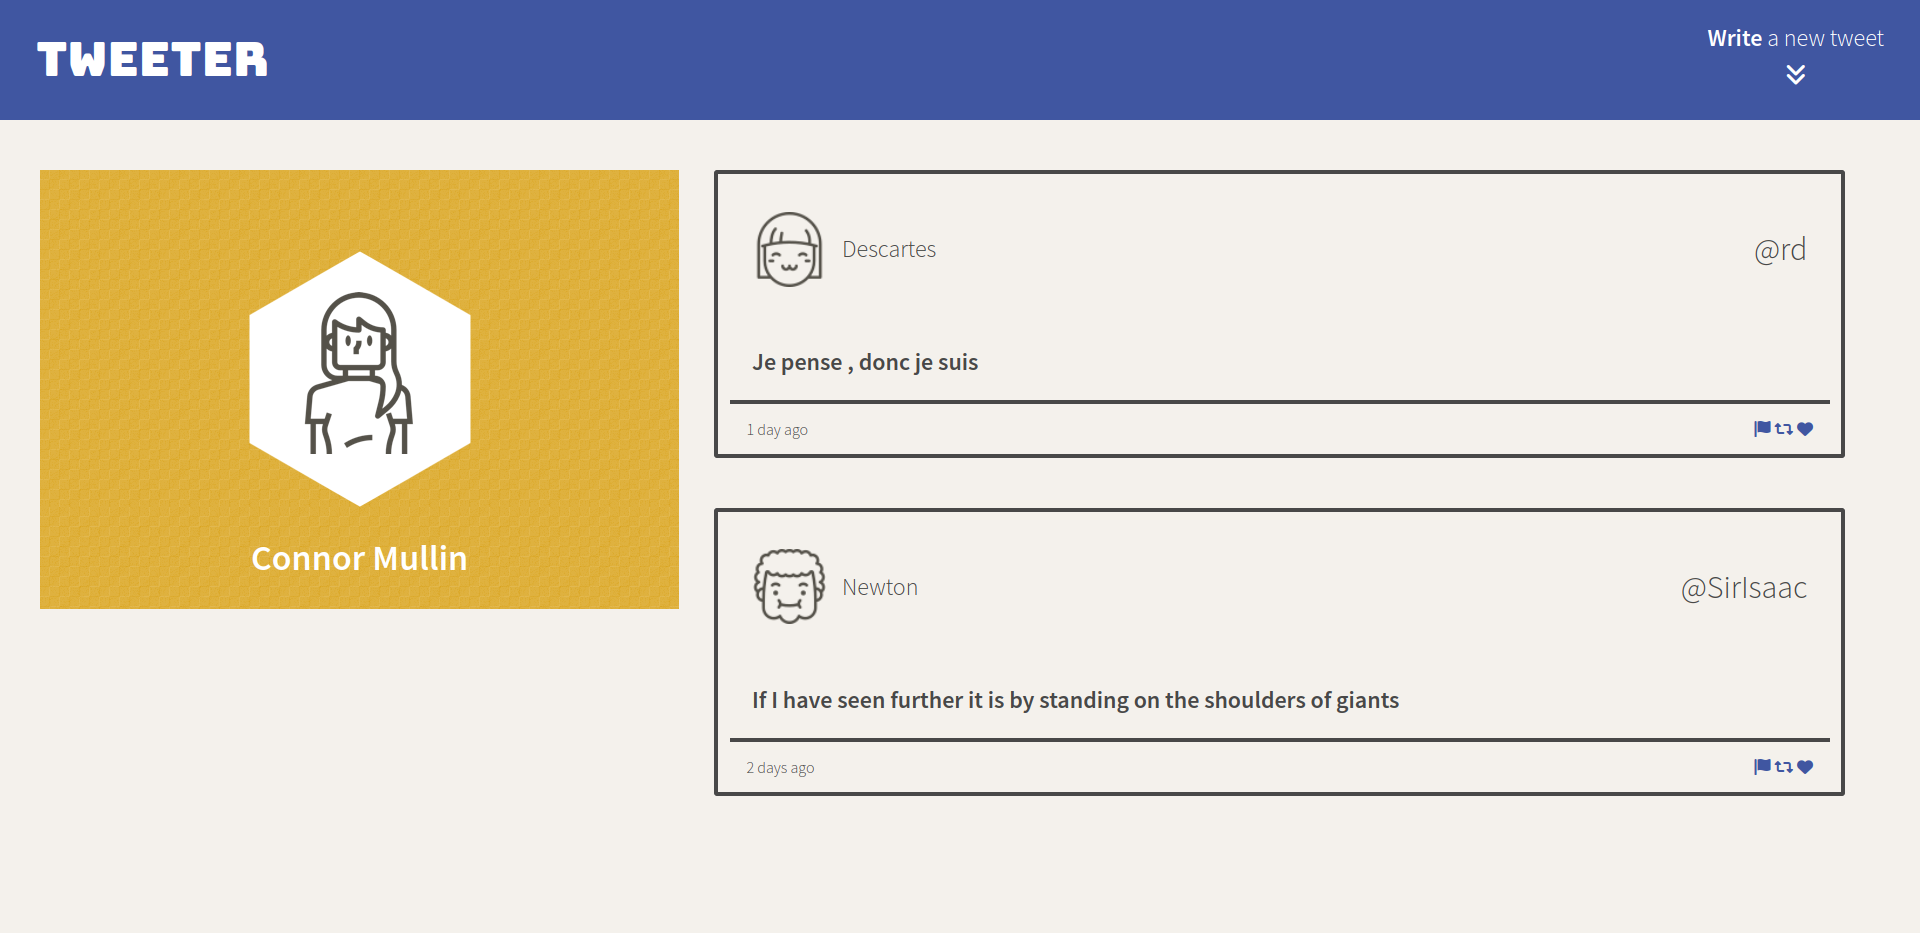 TWEETER
Write a new tweet
Connor Mullin
Descartes
@rd
Je pense , donc je suis
1 day ago
Newton
@SirIsaac
If I have seen further it is by standing on the shoulders of giants
2 days ago